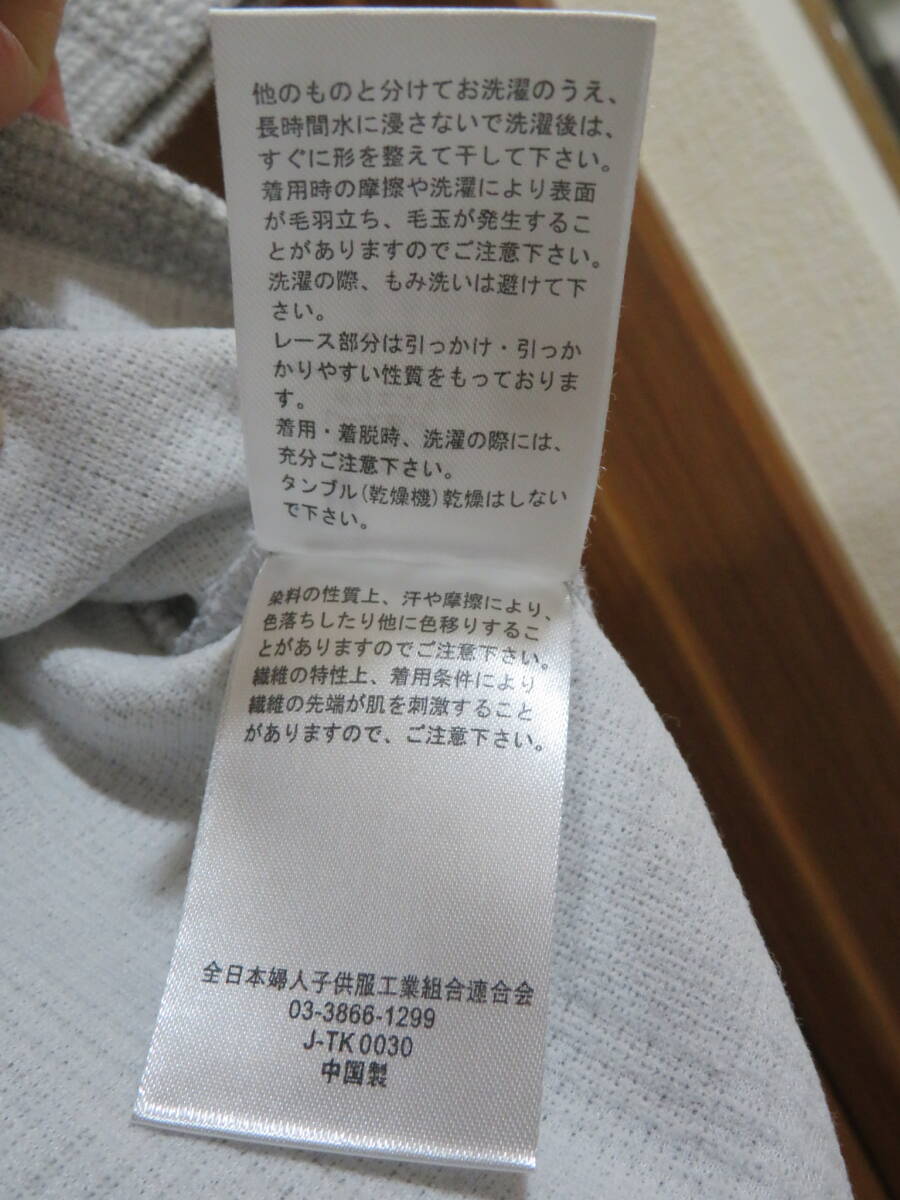 他のものと分けてお洗濯のうえ、
長時間水に浸さないで洗濯後は、
すぐに形を整えて干して下さい。
着用時の摩擦や洗濯により表面
が毛羽立ち、毛玉が発生するこ
とがありますのでご注意下さい。
洗濯の際、もみ洗いは避けて下
さい。
レース部分は引っかけ・引っか
かりやすい性質をもっておりま
す。
着用・着脱時、洗濯の際には、
充分ご注意下さい。
タンブル(乾燥機)乾燥はしない
で下さい。
染料の性質上、汗や摩擦により、
色落ちしたり他に色移りするこ
とがありますのでご注意下さい。
繊維の特性上、着用条件により
繊維の先端が肌を刺激すること
がありますので、ご注意下さい。
全日本婦人子供服工業組合連合会
03-3866-1299
J-TK0030
中国製